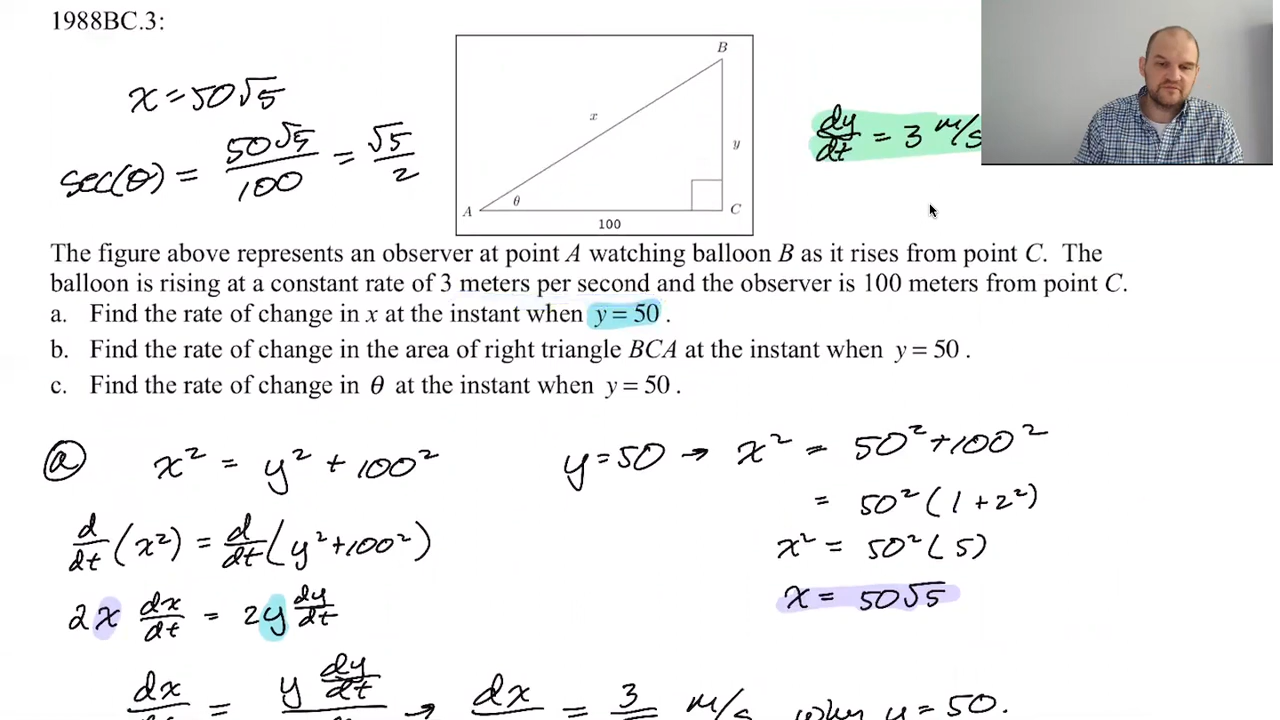 1988BC.3:
x = 50√5
sec(θ) = 50√5/100 = √5/2
B
x
y
A
θ
C
100
dy/dt = 3 m/s
The figure above represents an observer at point A watching balloon B as it rises from point C. The
balloon is rising at a constant rate of 3 meters per second and the observer is 100 meters from point C.
a. Find the rate of change in x at the instant when y = 50 .
b. Find the rate of change in the area of right triangle BCA at the instant when y = 50 .
c. Find the rate of change in θ at the instant when y = 50 .
ⓐ x² = y² + 100²
d/dt (x²) = d/dt (y² + 100²)
2x dx/dt = 2y dy/dt
y = 50 → x² = 50² + 100²
= 50² (1 + 2²)
x² = 50² (5)
x = 50√5
dx = y dy/dt → dx = 3 m/s when y = 50.